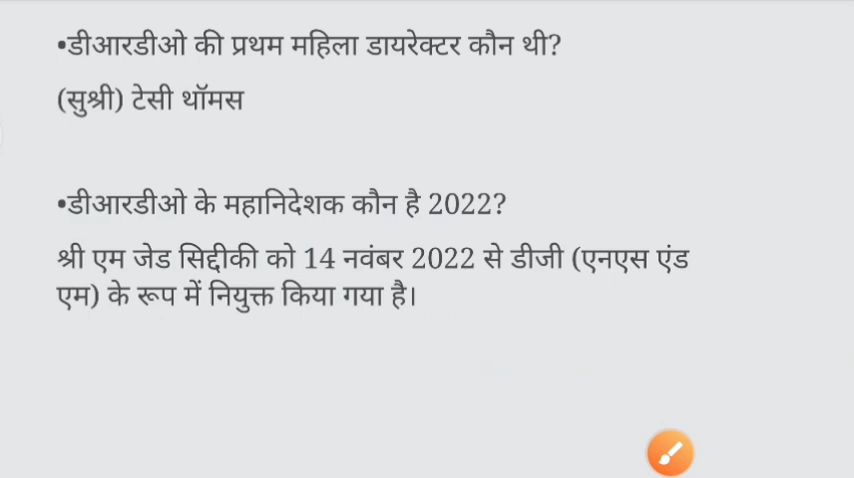 •डीआरडीओ की प्रथम महिला डायरेक्टर कौन थी?
(सुश्री) टेसी थॉमस
•डीआरडीओ के महानिदेशक कौन है 2022?
श्री एम जेड सिद्दीकी को 14 नवंबर 2022 से डीजी (एनएस एंड
एम) के रूप में नियुक्त किया गया है।